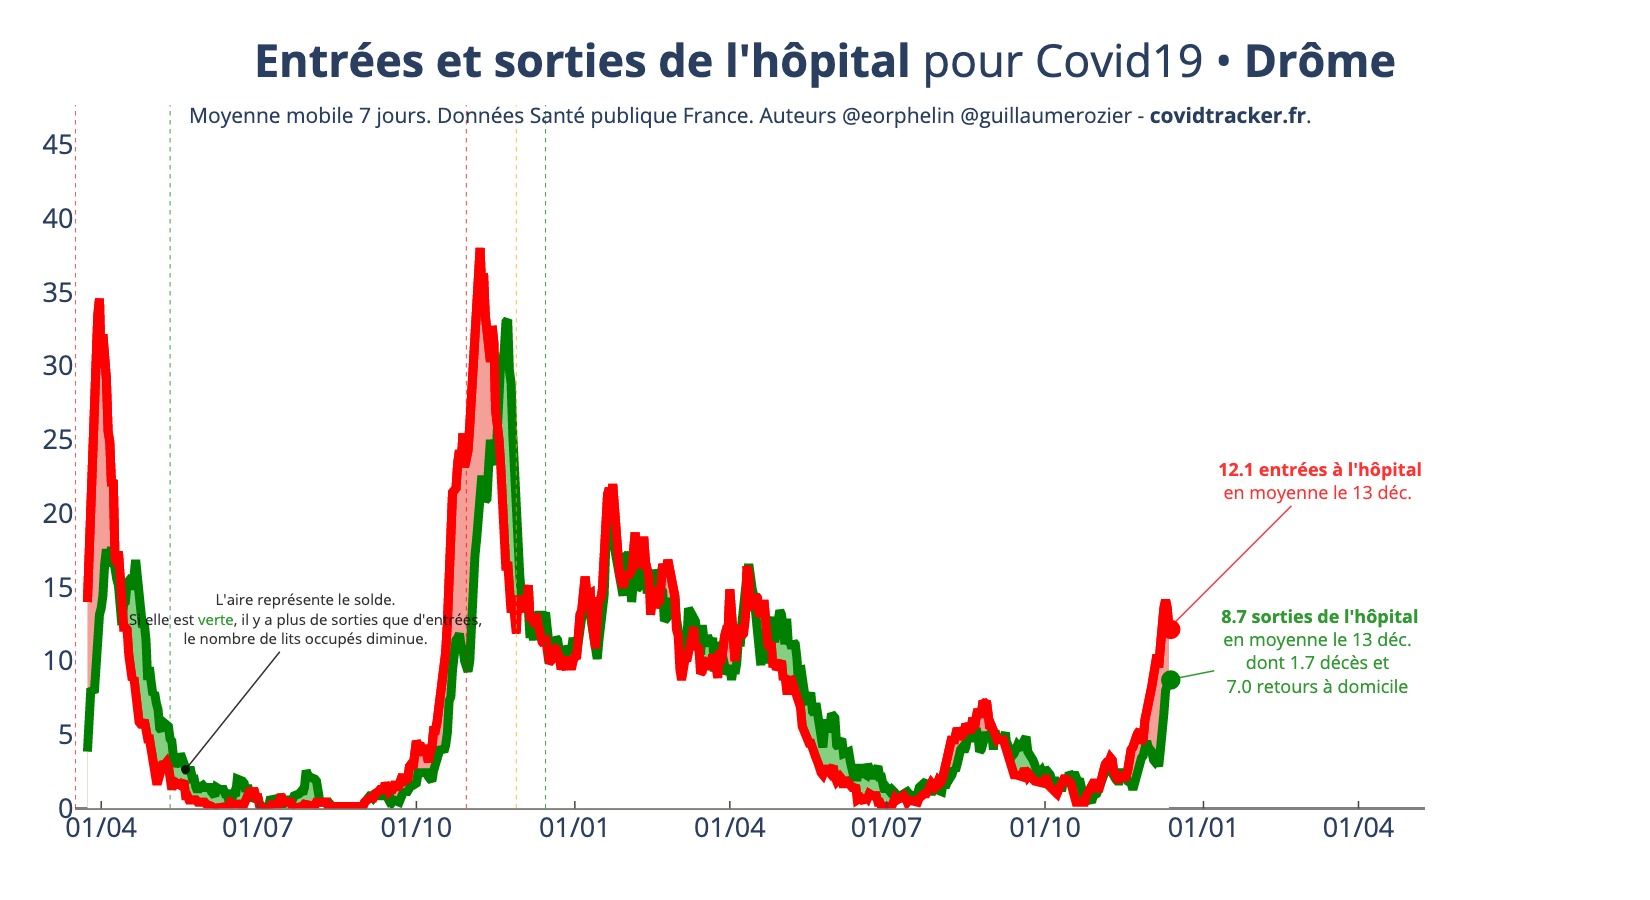 Entrées et sorties de l'hôpital pour Covid19 • Drôme
Moyenne mobile 7 jours. Données Santé publique France. Auteurs @eorphelin @guillaumerozier - covidtracker.fr.
45
40
35
30
25
20
15
10
5
0
12.1 entrées à l'hôpital
en moyenne le 13 déc.
L'aire représente le solde.
Si elle est verte, il y a plus de sorties que d'entrées,
le nombre de lits occupés diminue.
8.7 sorties de l'hôpital
en moyenne le 13 déc.
dont 1.7 décès et
7.0 retours à domicile
01/04 01/07 01/10 01/01 01/04 01/07 01/10 01/01 01/04